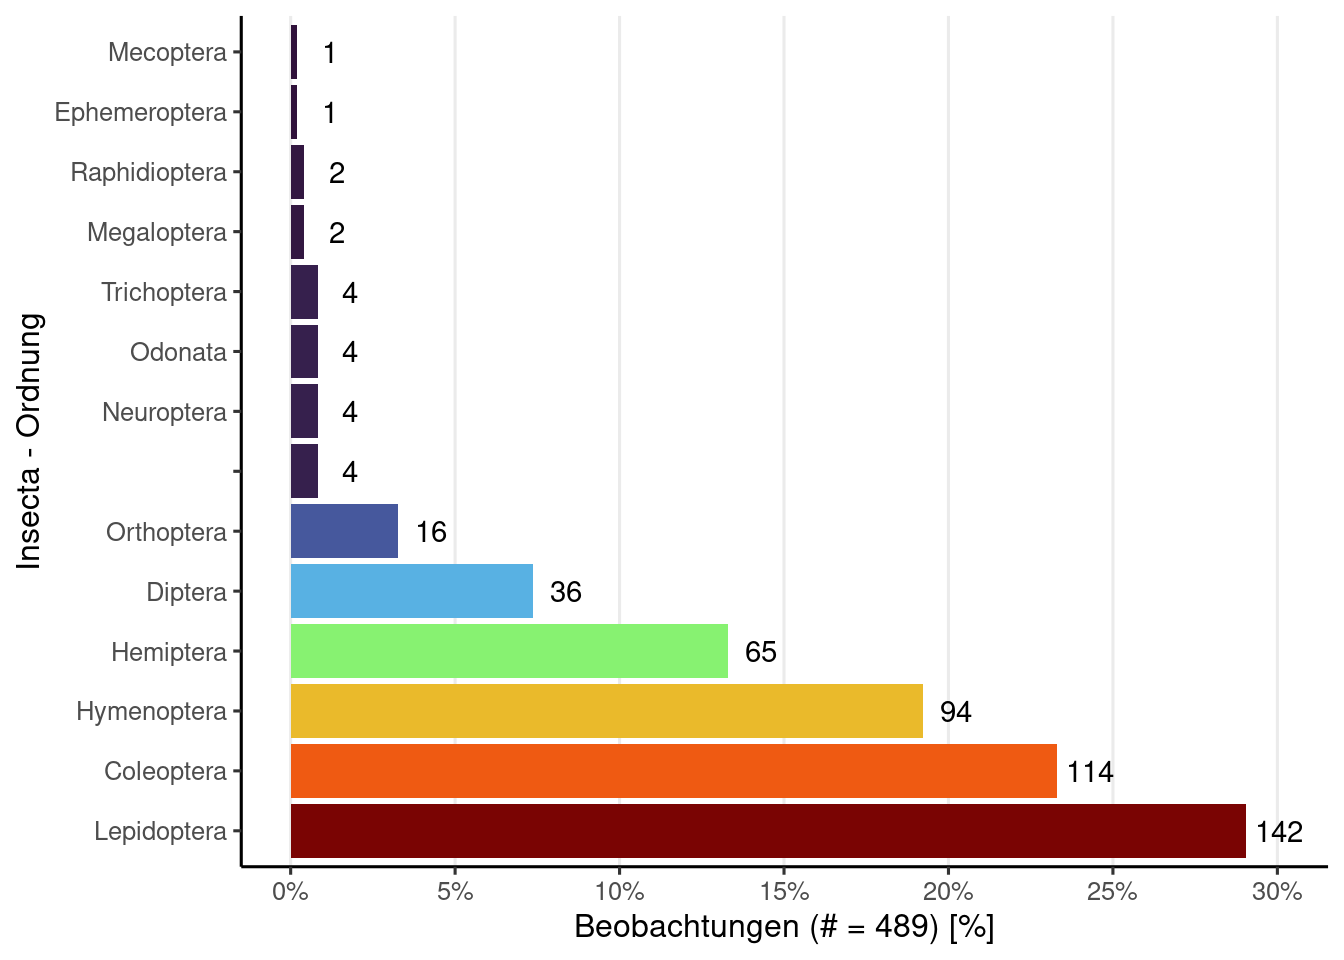 Mecoptera 1
Ephemeroptera 1
Raphidioptera 2
Megaloptera 2
Trichoptera 4
Odonata 4
Neuroptera 4
4
Orthoptera 16
Diptera 36
Hemiptera 65
Hymenoptera 94
Coleoptera 114
Lepidoptera 142
Insecta - Ordnung
0% 5% 10% 15% 20% 25% 30%
Beobachtungen (# = 489) [%]